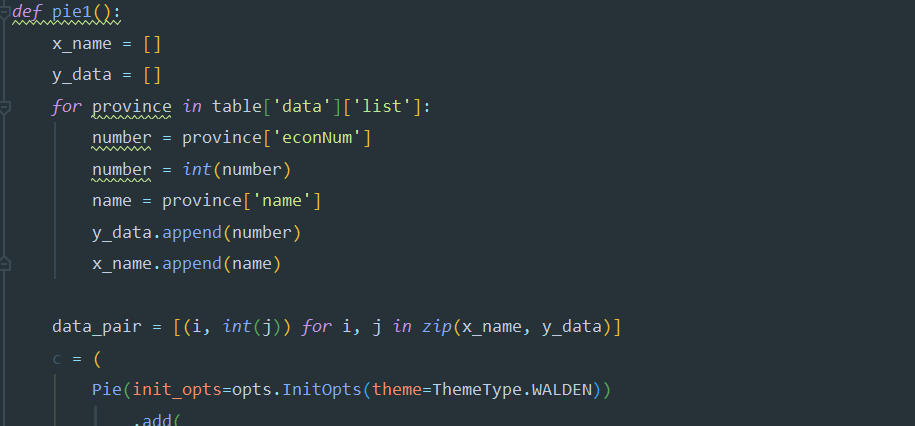 def pie1():
    x_name = []
    y_data = []
    for province in table['data']['list']:
        number = province['econNum']
        number = int(number)
        name = province['name']
        y_data.append(number)
        x_name.append(name)
    data_pair = [(i, int(j)) for i, j in zip(x_name, y_data)]
    c = (
        Pie(init_opts=opts.InitOpts(theme=ThemeType.WALDEN))
            .add(